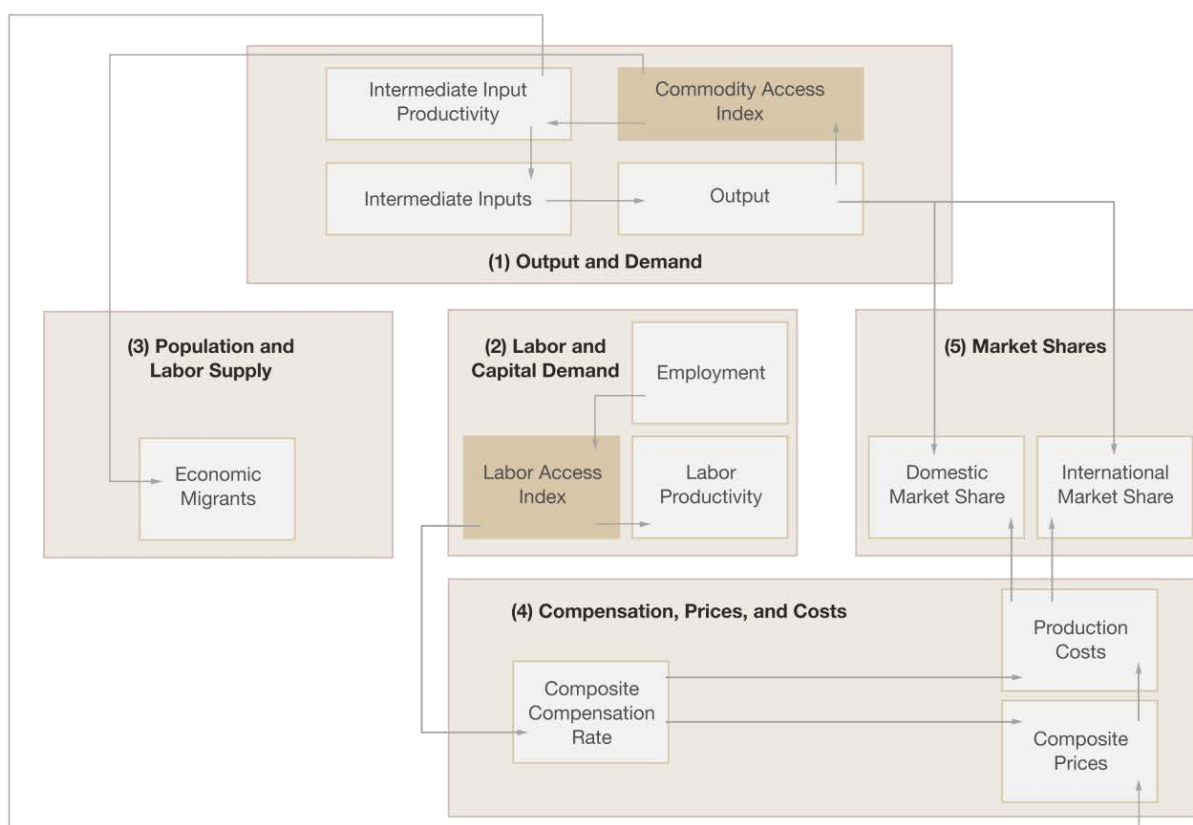 Intermediate Input
Productivity
Commodity Access
Index
Intermediate Inputs
Output
(1) Output and Demand
(3) Population and
Labor Supply
Economic
Migrants
(2) Labor and
Capital Demand
Employment
Labor Access
Index
Labor
Productivity
(5) Market Shares
Domestic
Market Share
International
Market Share
(4) Compensation, Prices, and Costs
Production
Costs
Composite
Compensation
Rate
Composite
Prices